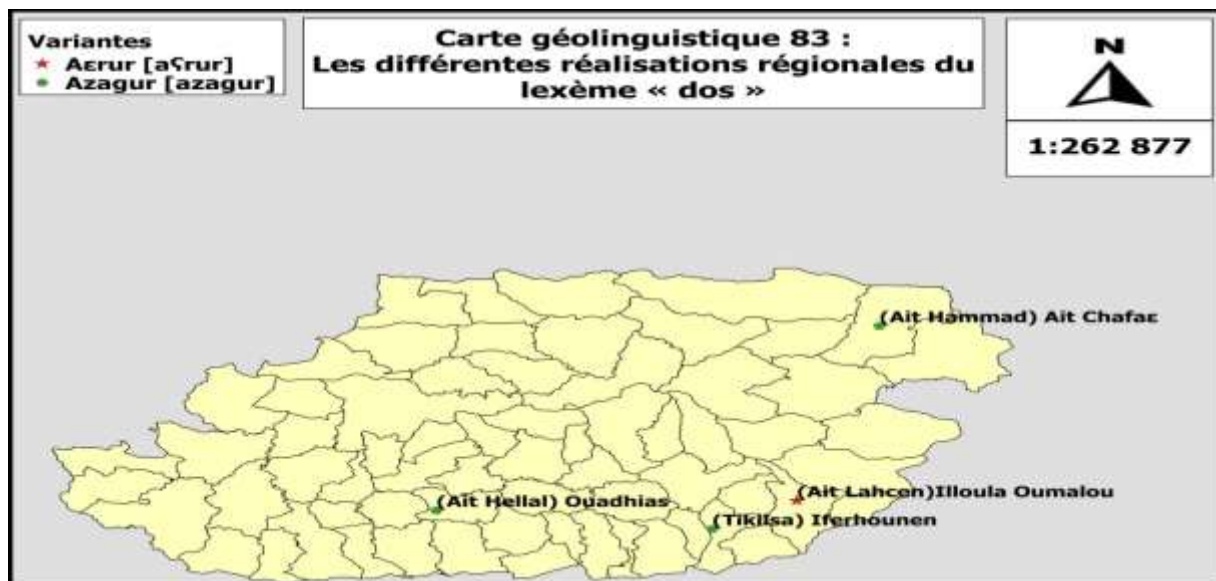 Variantes
Aɛrur [aʕrur]
Azagur [azagur]
Carte géolinguistique 83 :
Les différentes réalisations régionales du
lexème « dos »
N
1:262 877
(Ait Hammad) Ait Chafaɛ
(Ait Hellal) Ouadhias
(Ait Lahcen)Illoula Oumalou
(Tikilsa) Iferhounen